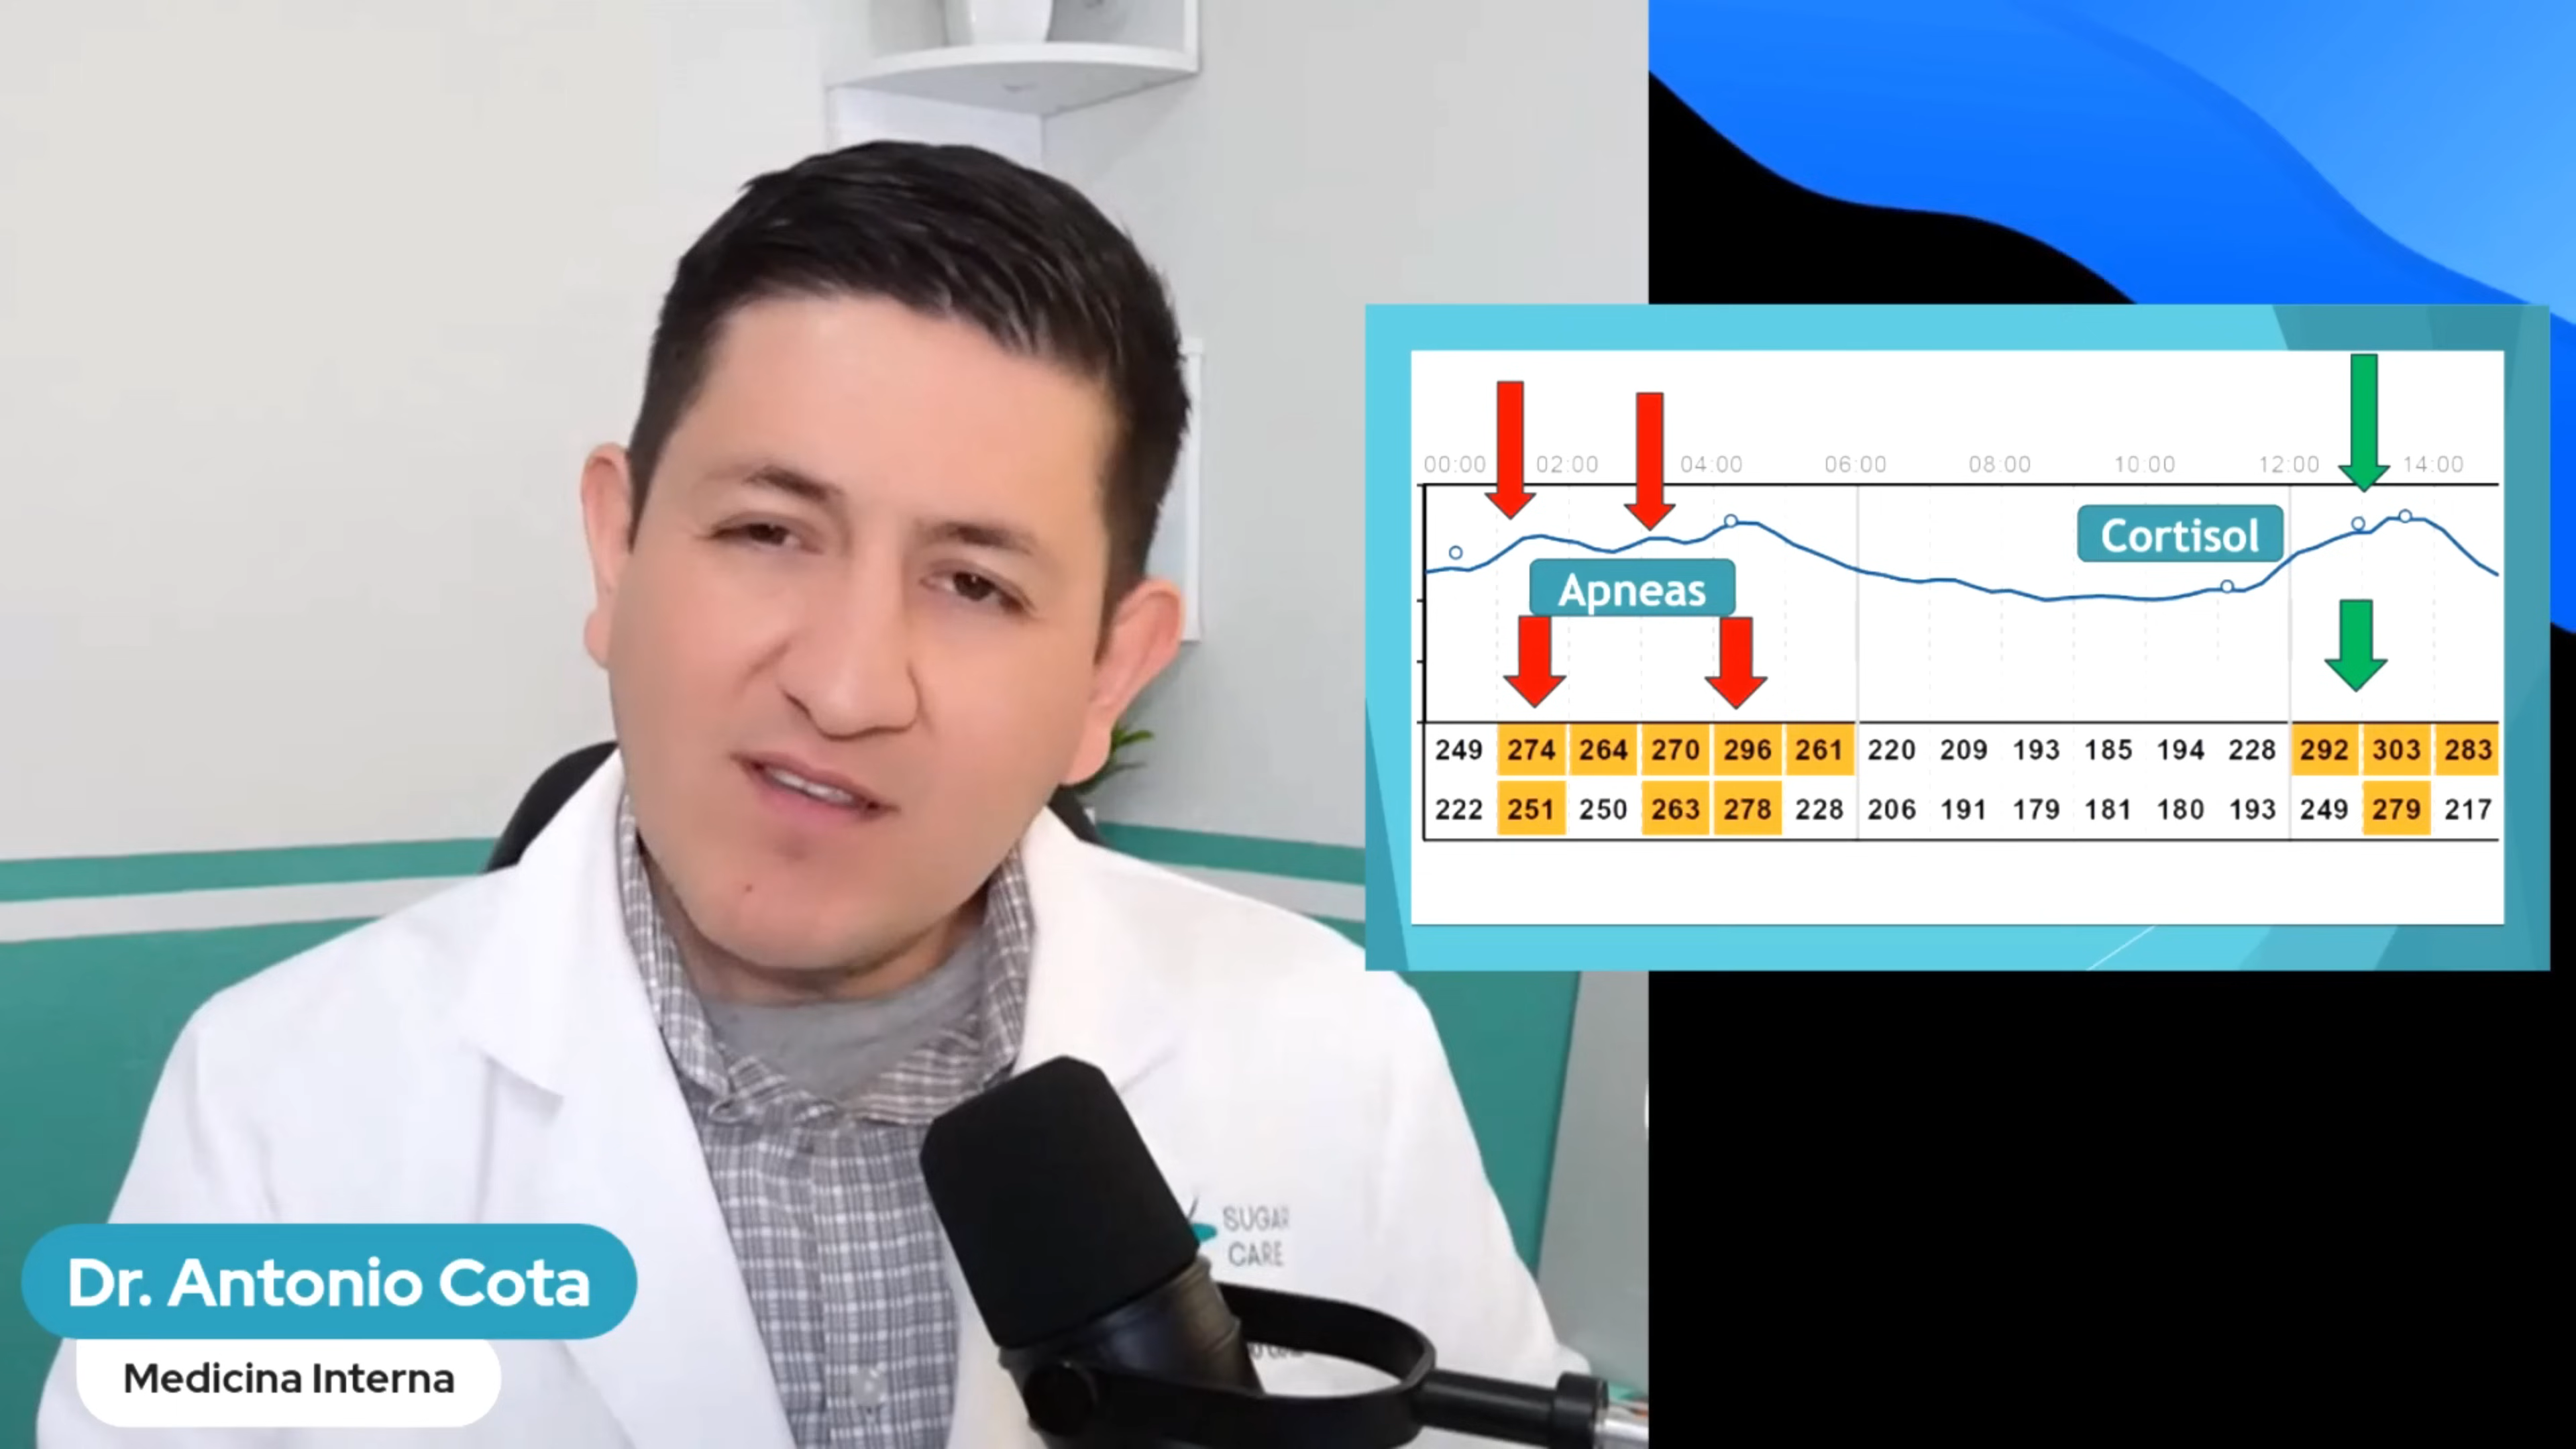 00:00 02:00 04:00 06:00 08:00 10:00 12:00 14:00
Cortisol
Apneas
249 274 264 270 296 261 220 209 193 185 194 228 292 303 283
222 251 250 263 278 228 206 191 179 181 180 193 249 279 217
SUGAR
CARE
Dr. Antonio Cota
Medicina Interna